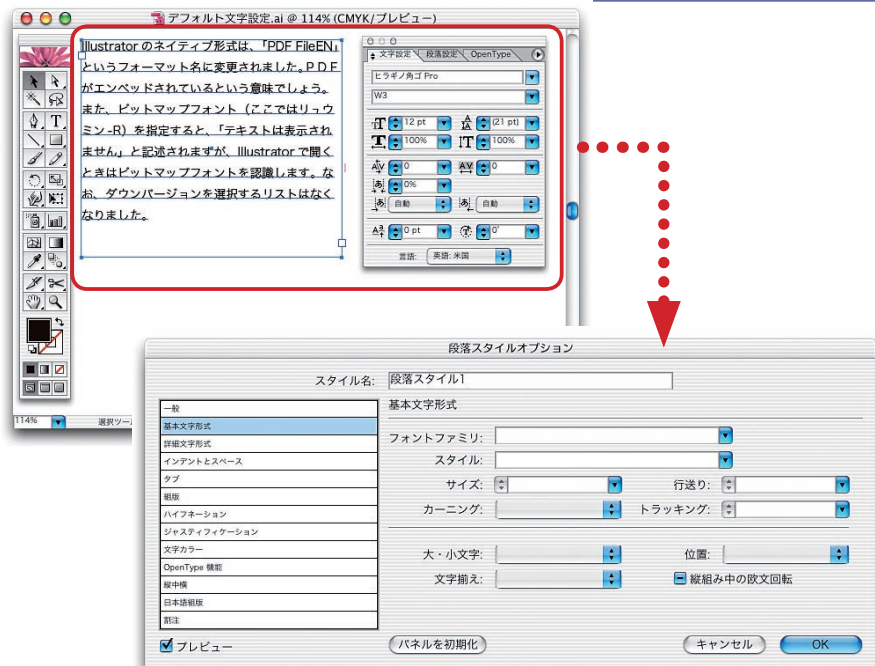 デフォルト文字設定.ai @ 114% (CMYK/プレビュー)
Illustrator のネイティブ形式は、「PDF FileEN」
というフォーマット名に変更されました。PDF
がエンベッドされているという意味でしょう。
また、ビットマップフォント（ここではリュウ
ミン -R）を指定すると、「テキストは表示され
ません」と記述されますが、Illustrator で開く
ときはビットマップフォントを認識します。な
お、ダウンバージョンを選択するリストはなく
なりました。
文字設定 段落設定 OpenType
ヒラギノ角ゴ Pro
W3
12 pt (21 pt)
100% 100%
0 0
0%
自動 自動
0 pt 0°
言語: 英語: 米国
114% 選択ツー
段落スタイルオプション
スタイル名: 段落スタイル1
一般
基本文字形式
詳細文字形式
インデントとスペース
タブ
組版
ハイフネーション
ジャスティフィケーション
文字カラー
OpenType 機能
縦中横
日本語組版
割注
基本文字形式
フォントファミリ:
スタイル:
サイズ: 行送り:
カーニング: トラッキング:
大・小文字: 位置:
文字揃え: 縦組み中の欧文回転
プレビュー パネルを初期化 キャンセル OK